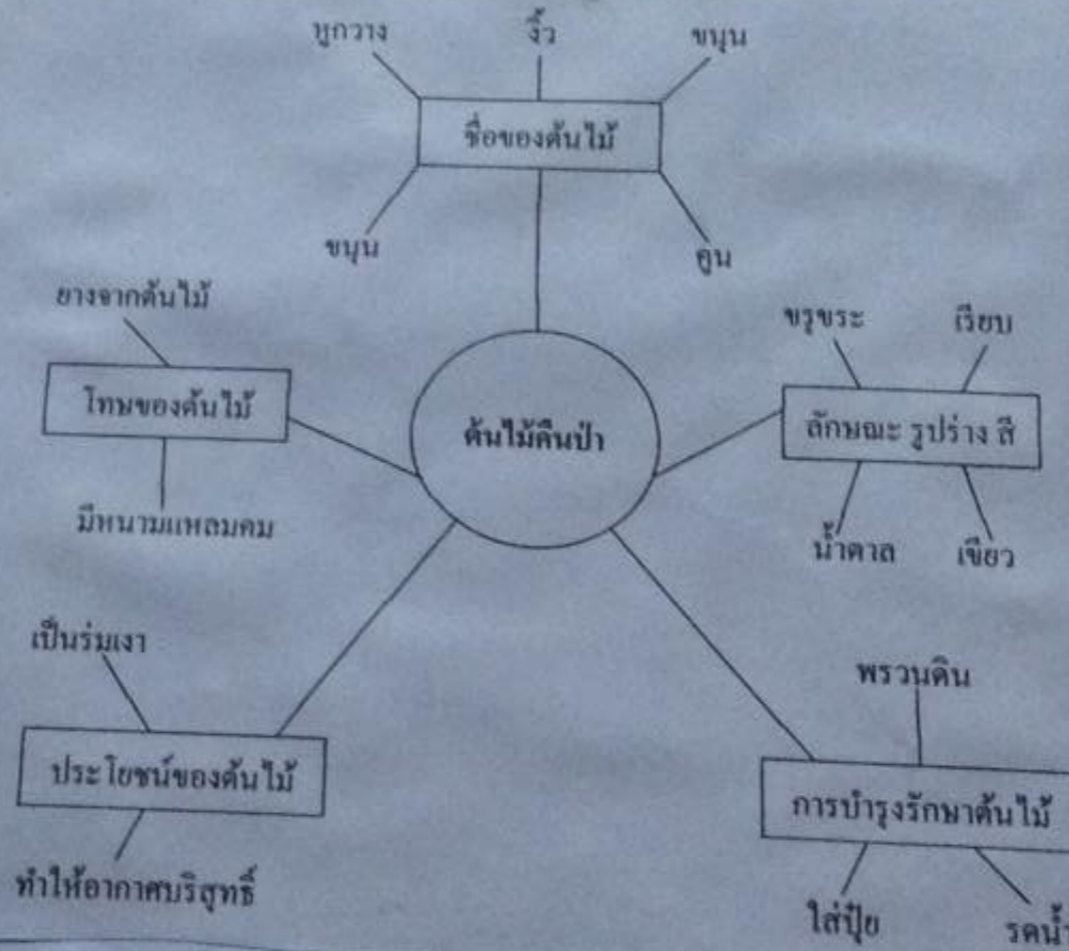 หูกวาง
งิ้ว
ขนุน
ชื่อของต้นไม้
ขนุน
คูน
ยางจากต้นไม้
โทษของต้นไม้
มีหนามแหลมคม
ต้นไม้คืนป่า
ขรุขระ
เรียบ
ลักษณะ รูปร่าง สี
น้ำตาล
เขียว
เป็นร่มเงา
ประโยชน์ของต้นไม้
ทำให้อากาศบริสุทธิ์
พรวนดิน
การบำรุงรักษาต้นไม้
ใส่ปุ๋ย